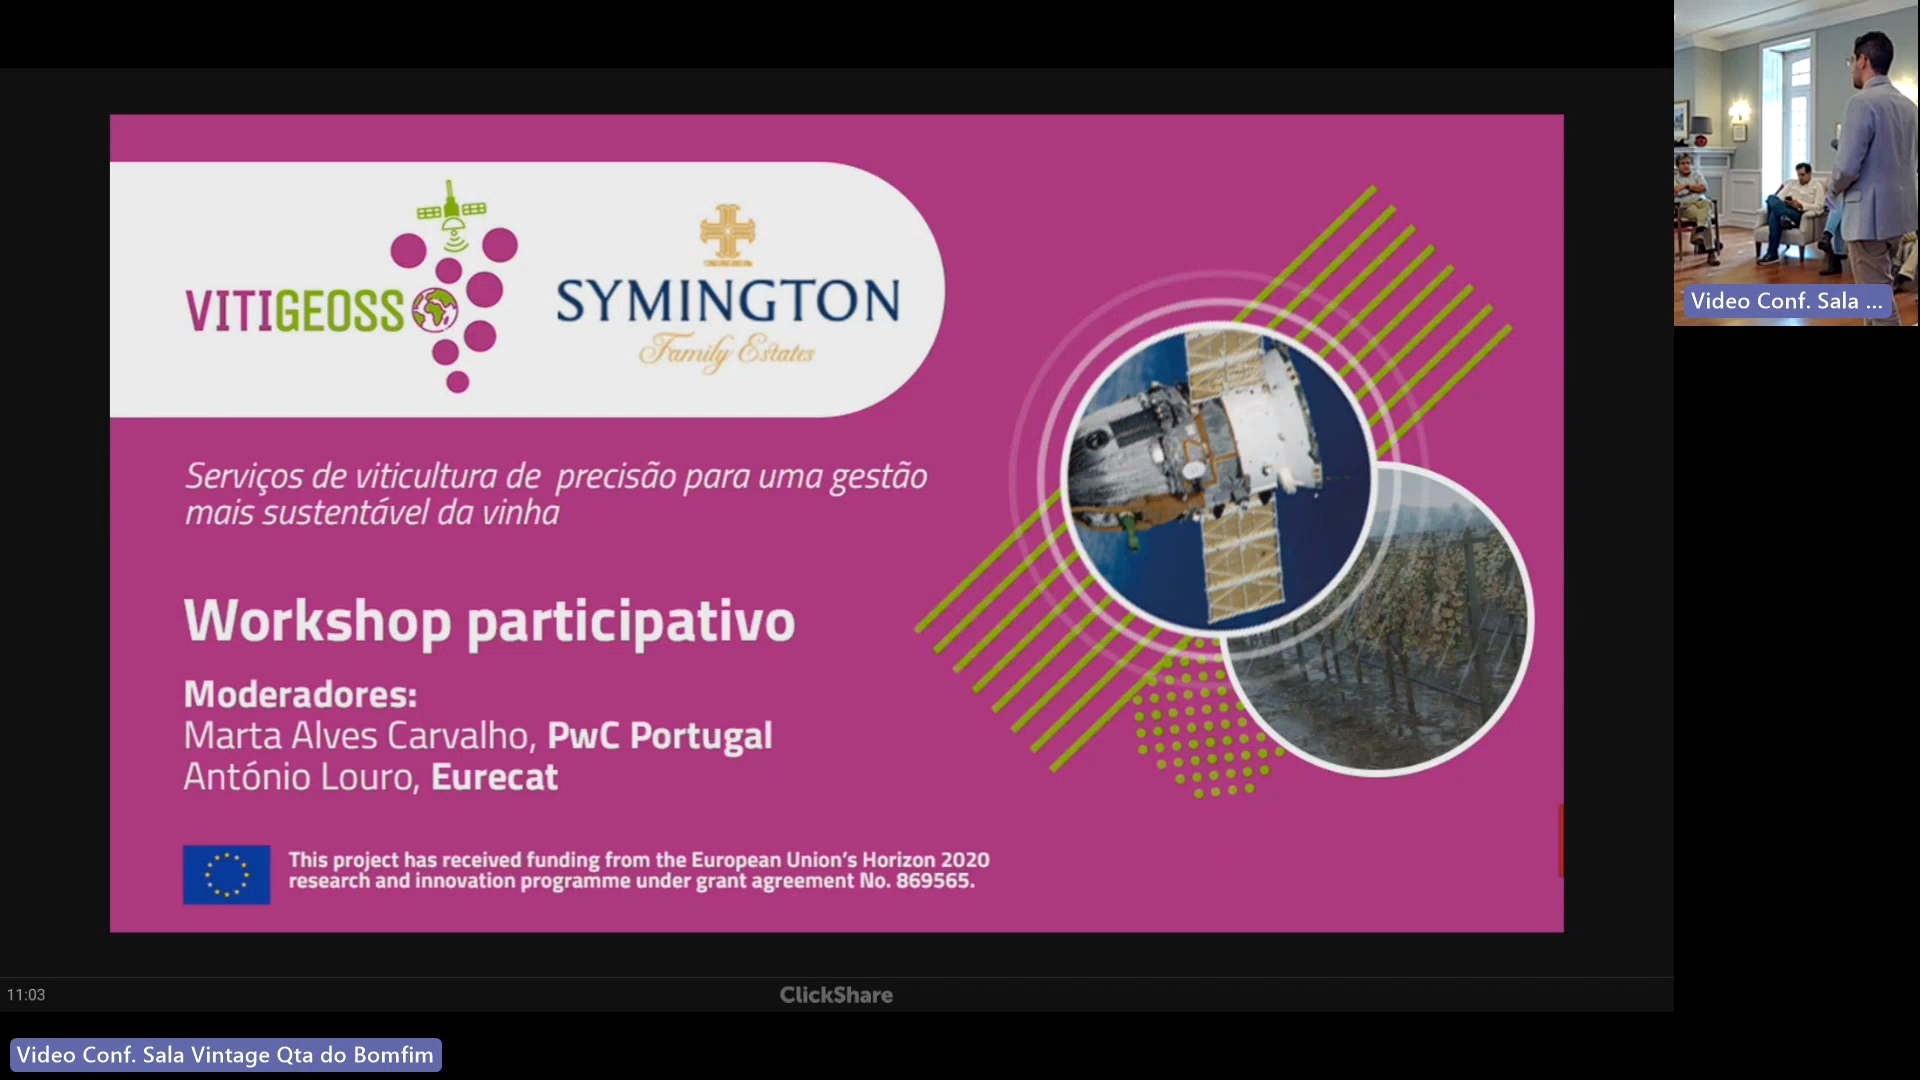 VITIGEOSS
SYMINGTON
Family Estates
Serviços de viticultura de precisão para uma gestão
mais sustentável da vinha
Workshop participativo
Moderadores:
Marta Alves Carvalho, PwC Portugal
António Louro, Eurecat
This project has received funding from the European Union's Horizon 2020
research and innovation programme under grant agreement No. 869565.
Video Conf. Sala ...
11:03
ClickShare
Video Conf. Sala Vintage Qta do Bomfim